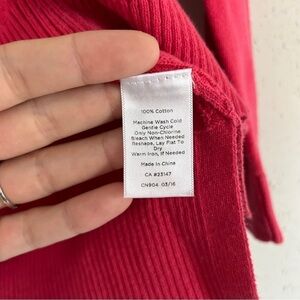 100% Cotton
Machine Wash Cold
Gentle Cycle
Only Non-Chlorine
Bleach When Needed
Reshape, Lay Flat To
Dry
Warm Iron, If Needed
Made In China
CA #23147
CN904 03/16